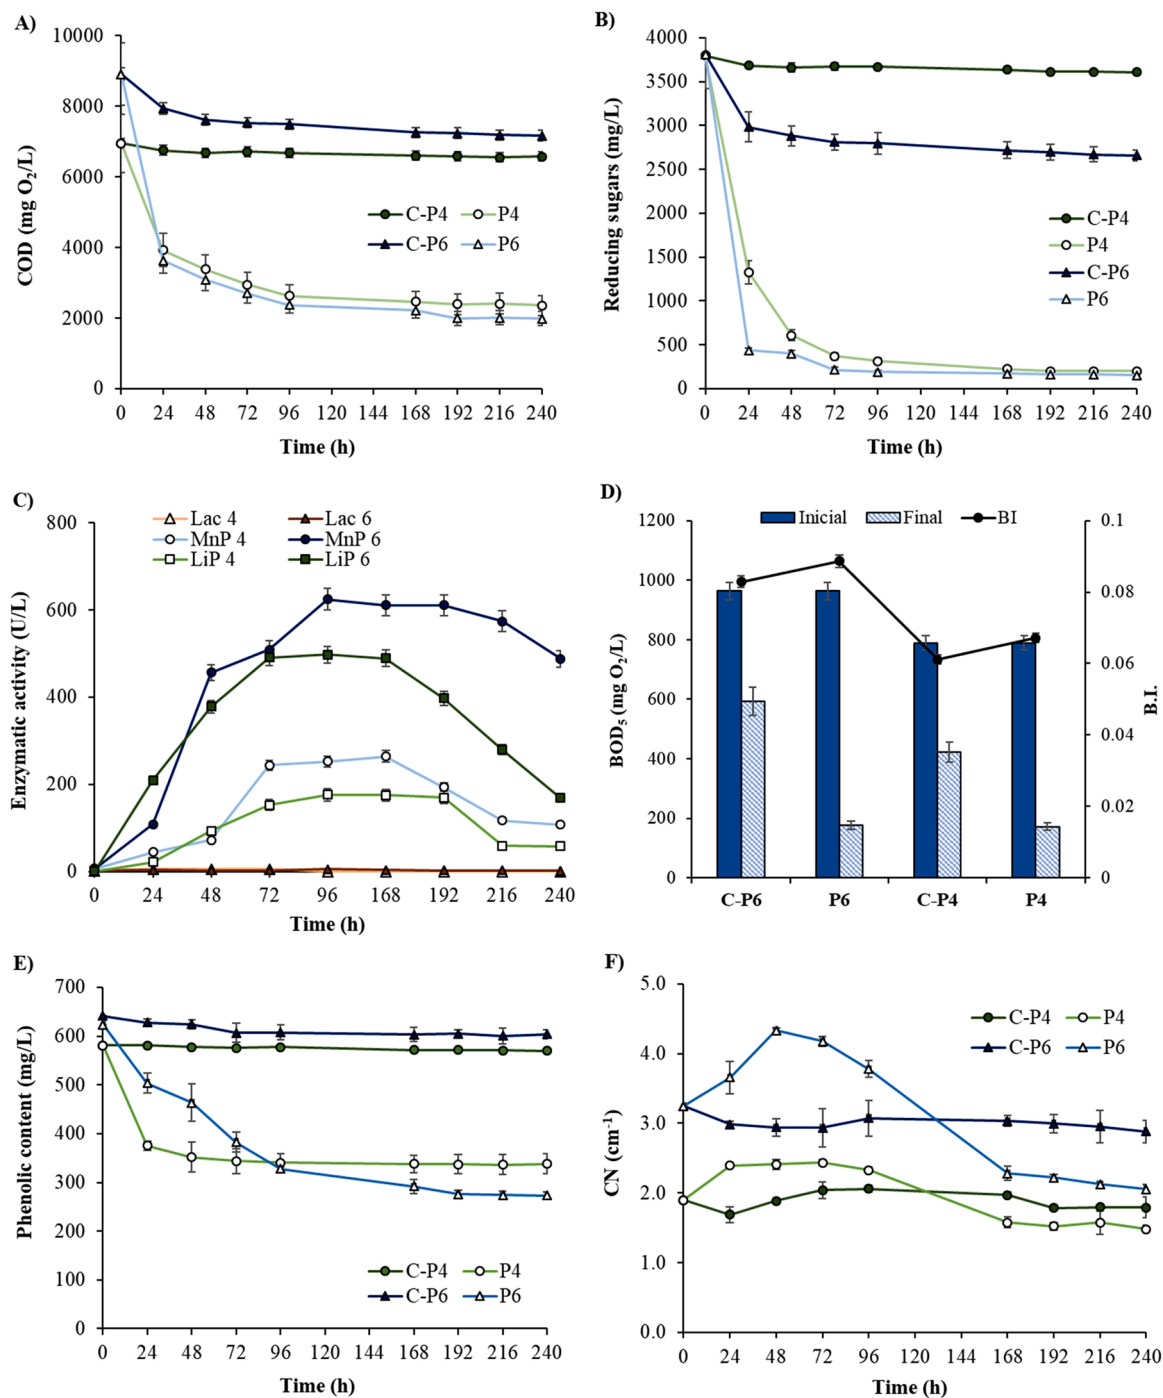 A)
COD (mg O2/L)
10000
8000
6000
4000
2000
0
C-P4 P4
C-P6 P6
0 24 48 72 96 120 144 168 192 216 240
Time (h)
B)
Reducing sugars (mg/L)
4000
3500
3000
2500
2000
1500
1000
500
0
C-P4
P4
C-P6
P6
0 24 48 72 96 120 144 168 192 216 240
Time (h)
C)
Lac 4 Lac 6
MnP 4 MnP 6
LiP 4 LiP 6
Enzymatic activity (U/L)
800
600
400
200
0
0 24 48 72 96 168 192 216 240
Time (h)
D)
Inicial Final BI
BOD5 (mg O2/L)
1200
1000
800
600
400
200
0
0.1
0.08
0.06
0.04
0.02
0
B.I.
C-P6 P6 C-P4 P4
E)
Phenolic content (mg/L)
700
600
500
400
300
200
100
0
C-P4 P4
C-P6 P6
0 24 48 72 96 120 144 168 192 216 240
Time (h)
F)
CN (cm-1)
5.0
4.0
3.0
2.0
1.0
0.0
C-P4 P4
C-P6 P6
0 24 48 72 96 120 144 168 192 216 240
Time (h)